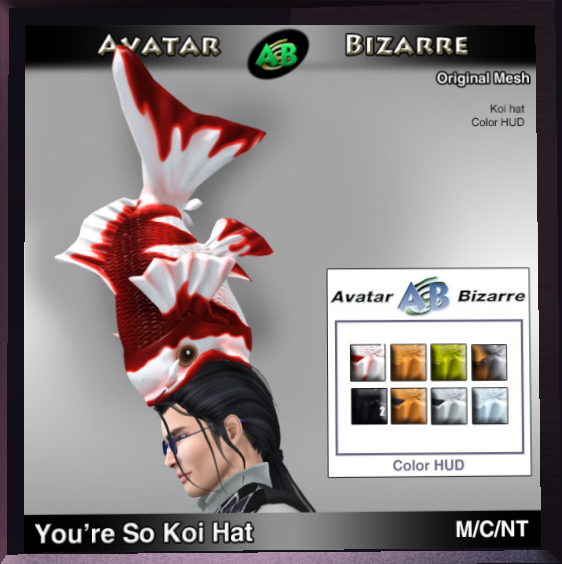 Avatar AB Bizarre
Original Mesh
Koi hat
Color HUD
Avatar AB Bizarre
2
Color HUD
You're So Koi Hat
M/C/NT